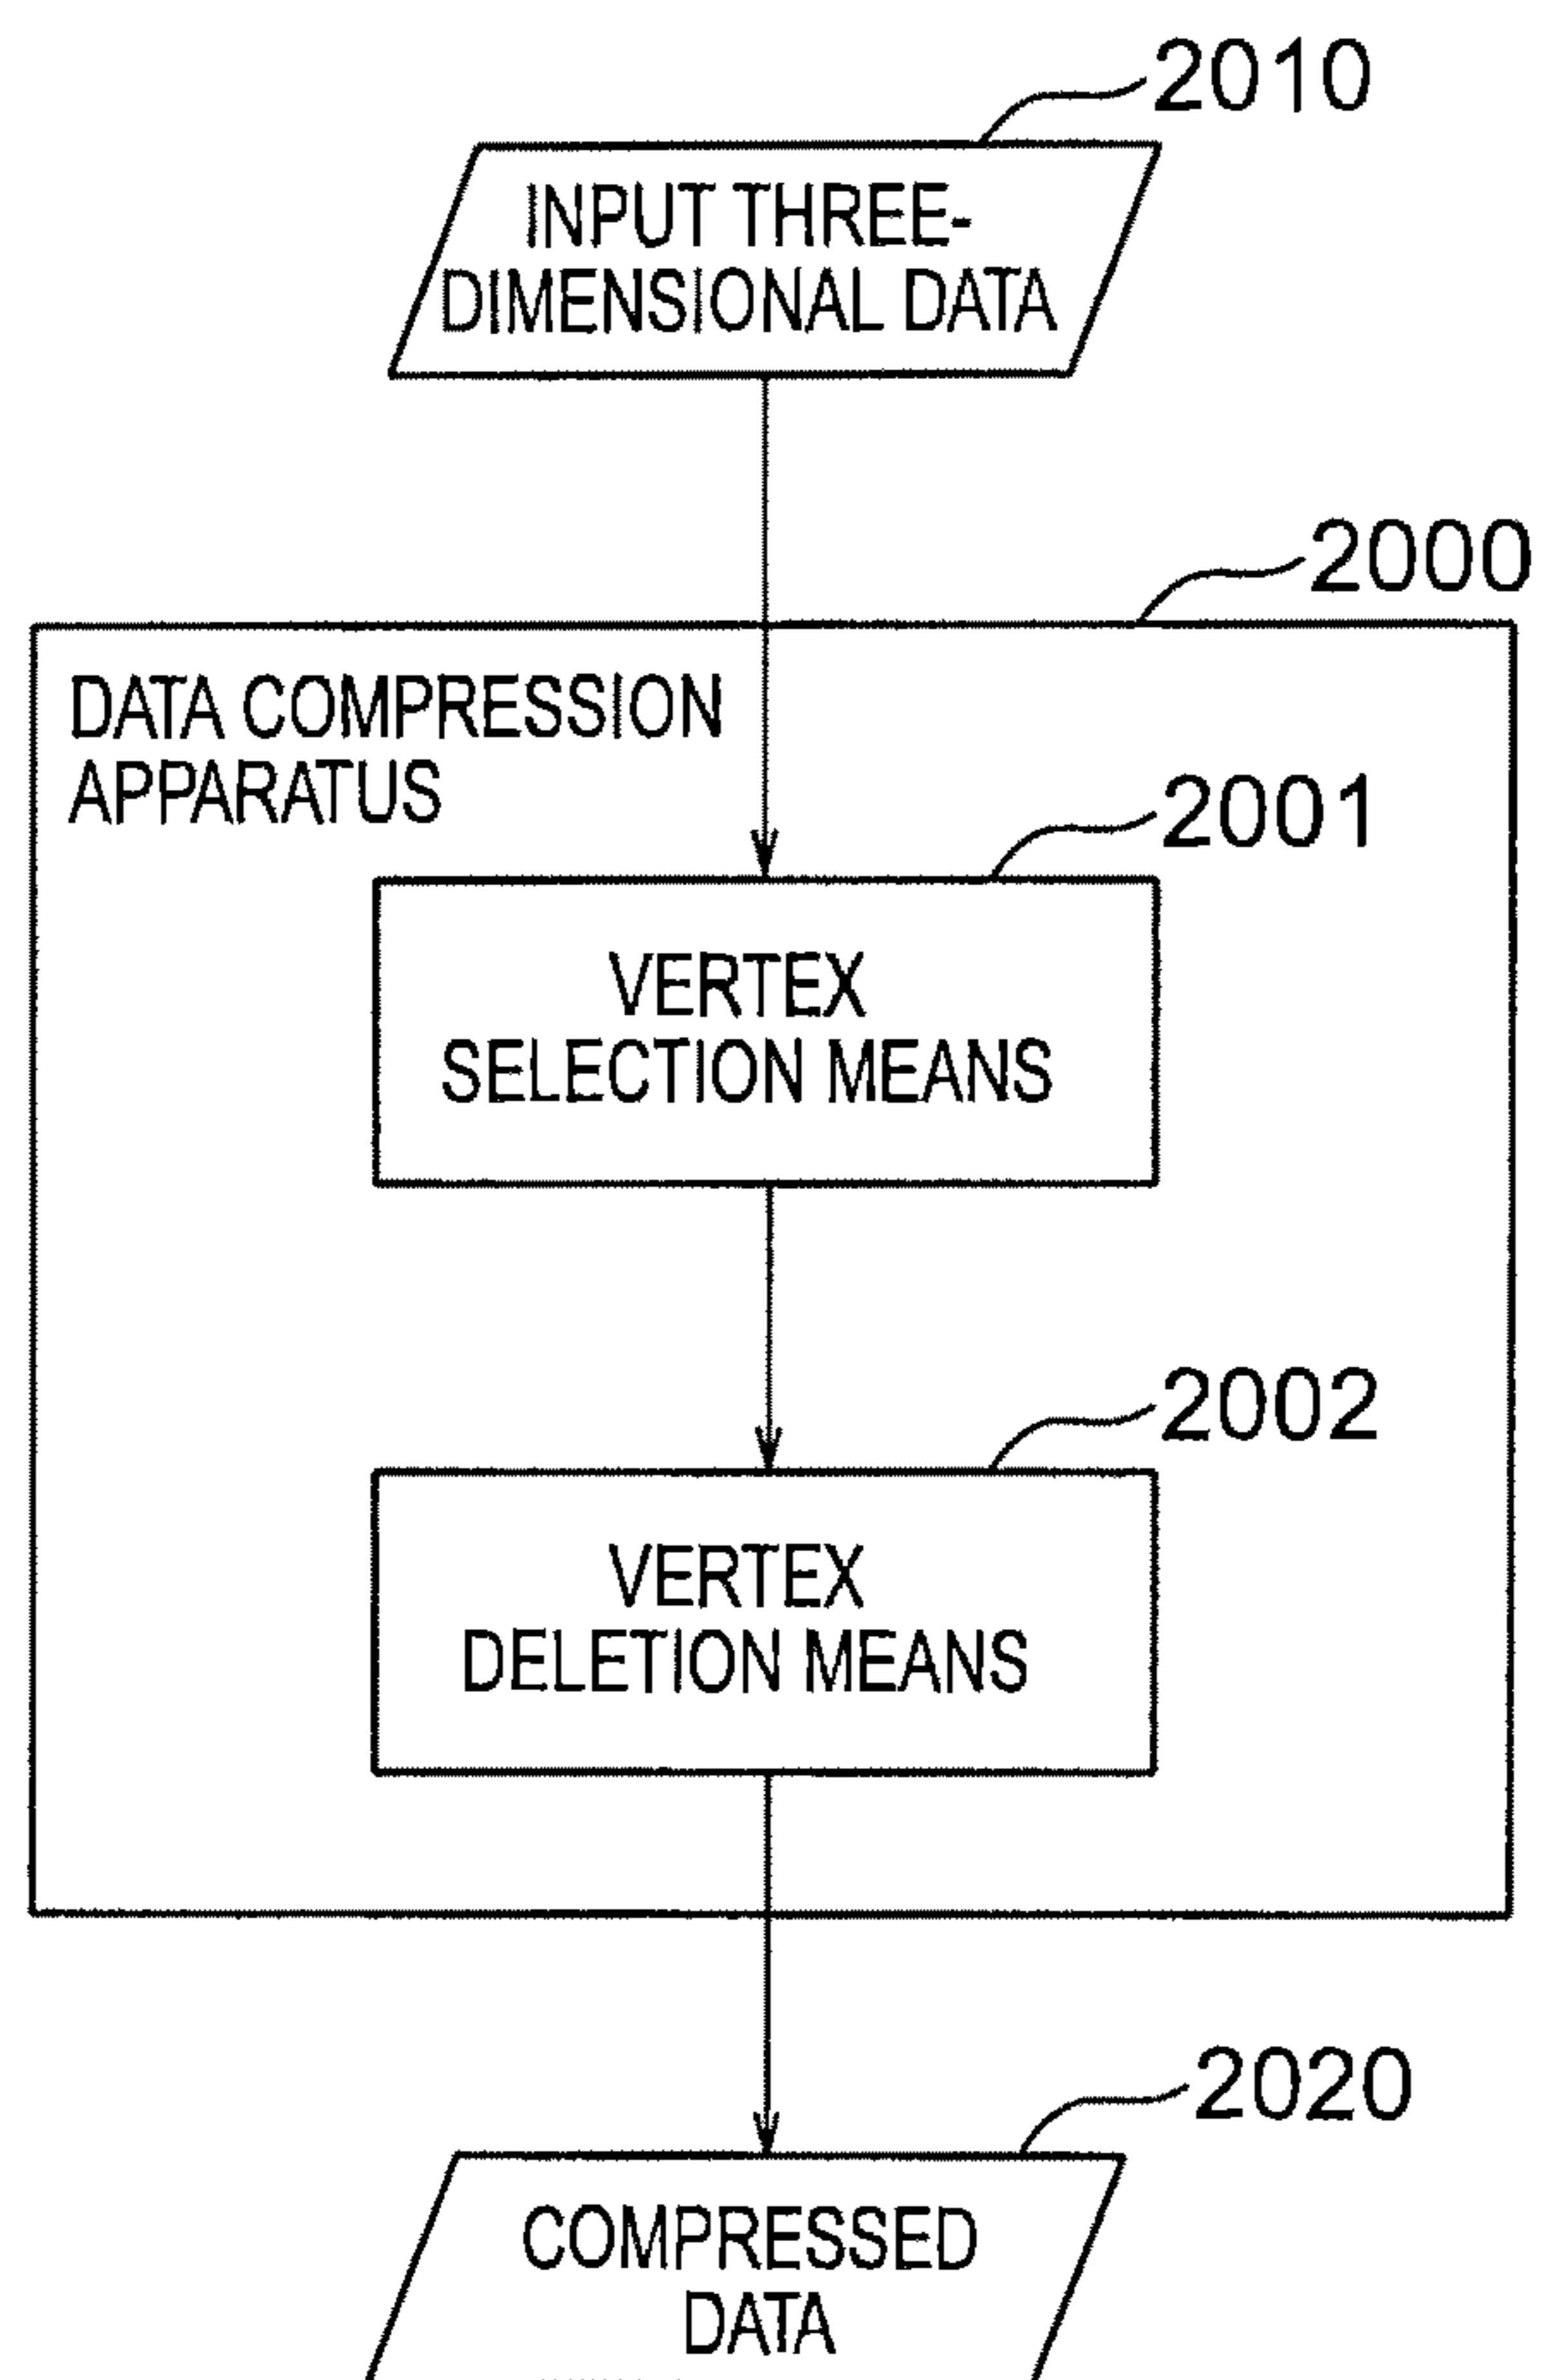 2010
INPUT THREE-
DIMENSIONAL DATA
2000
DATA COMPRESSION
APPARATUS
2001
VERTEX
SELECTION MEANS
2002
VERTEX
DELETION MEANS
2020
COMPRESSED
DATA